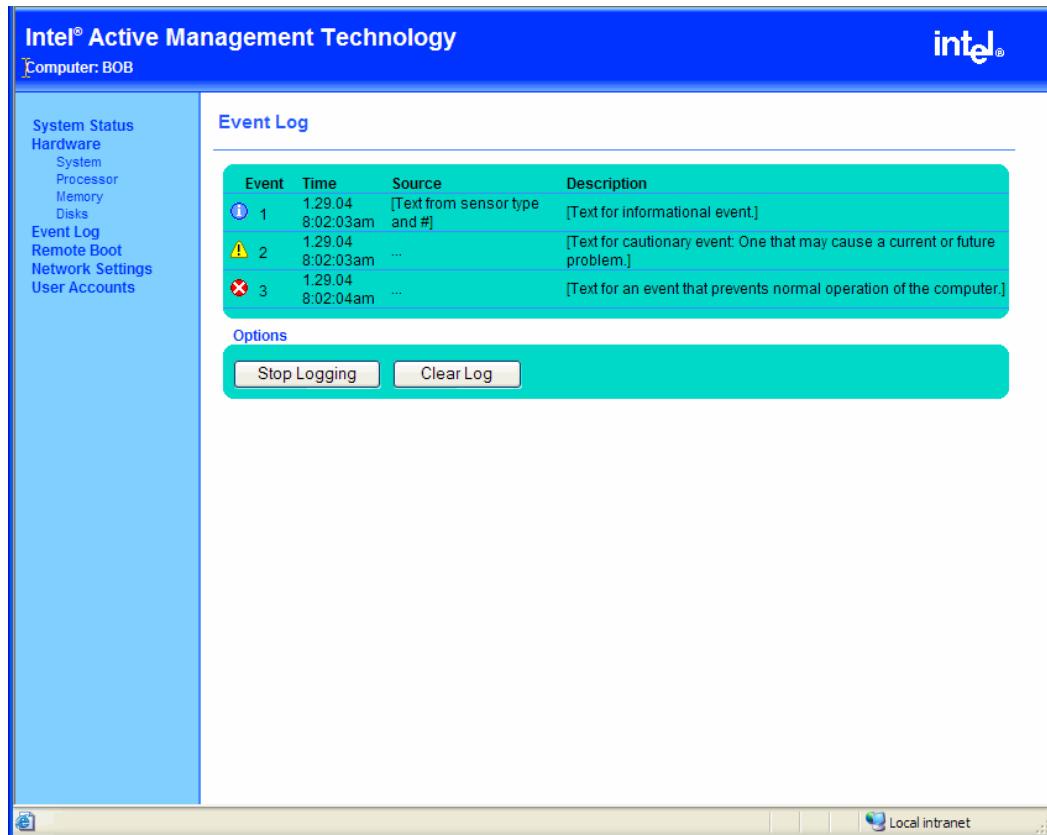 Intel® Active Management Technology
Computer: BOB
intel®
System Status
Hardware
System
Processor
Memory
Disks
Event Log
Remote Boot
Network Settings
User Accounts
Event Log
Event Time Source Description
1 1.29.04 8:02:03am [Text from sensor type and #] [Text for informational event.]
2 1.29.04 8:02:03am ... [Text for cautionary event: One that may cause a current or future problem.]
3 1.29.04 8:02:04am ... [Text for an event that prevents normal operation of the computer.]
Options
Stop Logging Clear Log
Local intranet